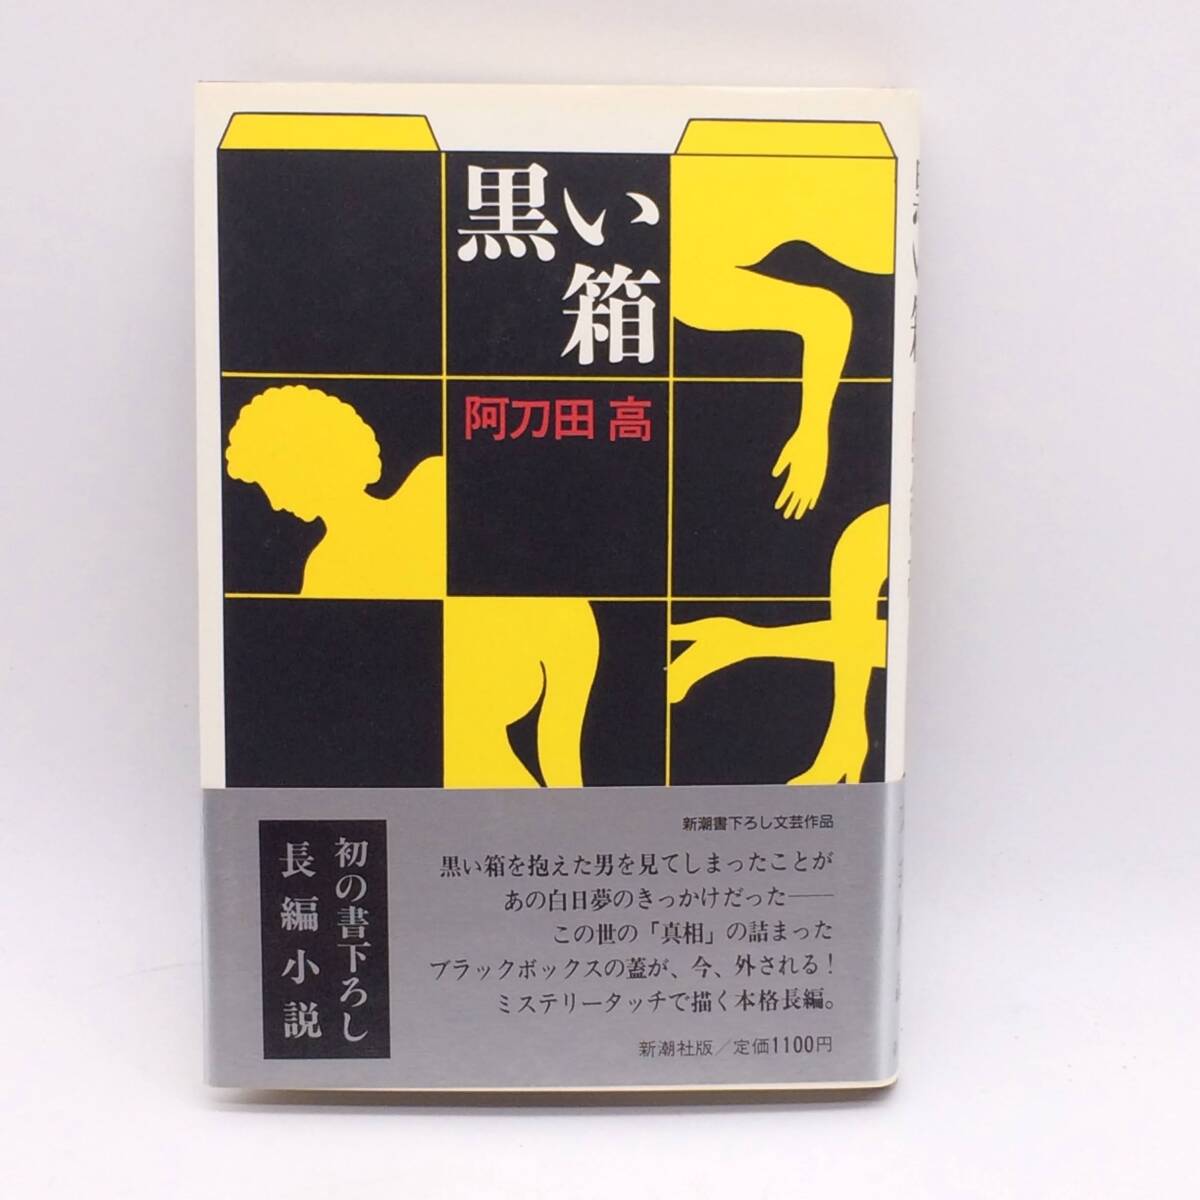 黒い
箱
阿刀田 高
初の書下ろし
長編小説
新潮書下ろし文芸作品
黒い箱を抱えた男を見てしまったことが
あの白日夢のきっかけだった――
この世の「真相」の詰まった
ブラックボックスの蓋が、今、外される!
ミステリータッチで描く本格長編。
新潮社版/定価1100円